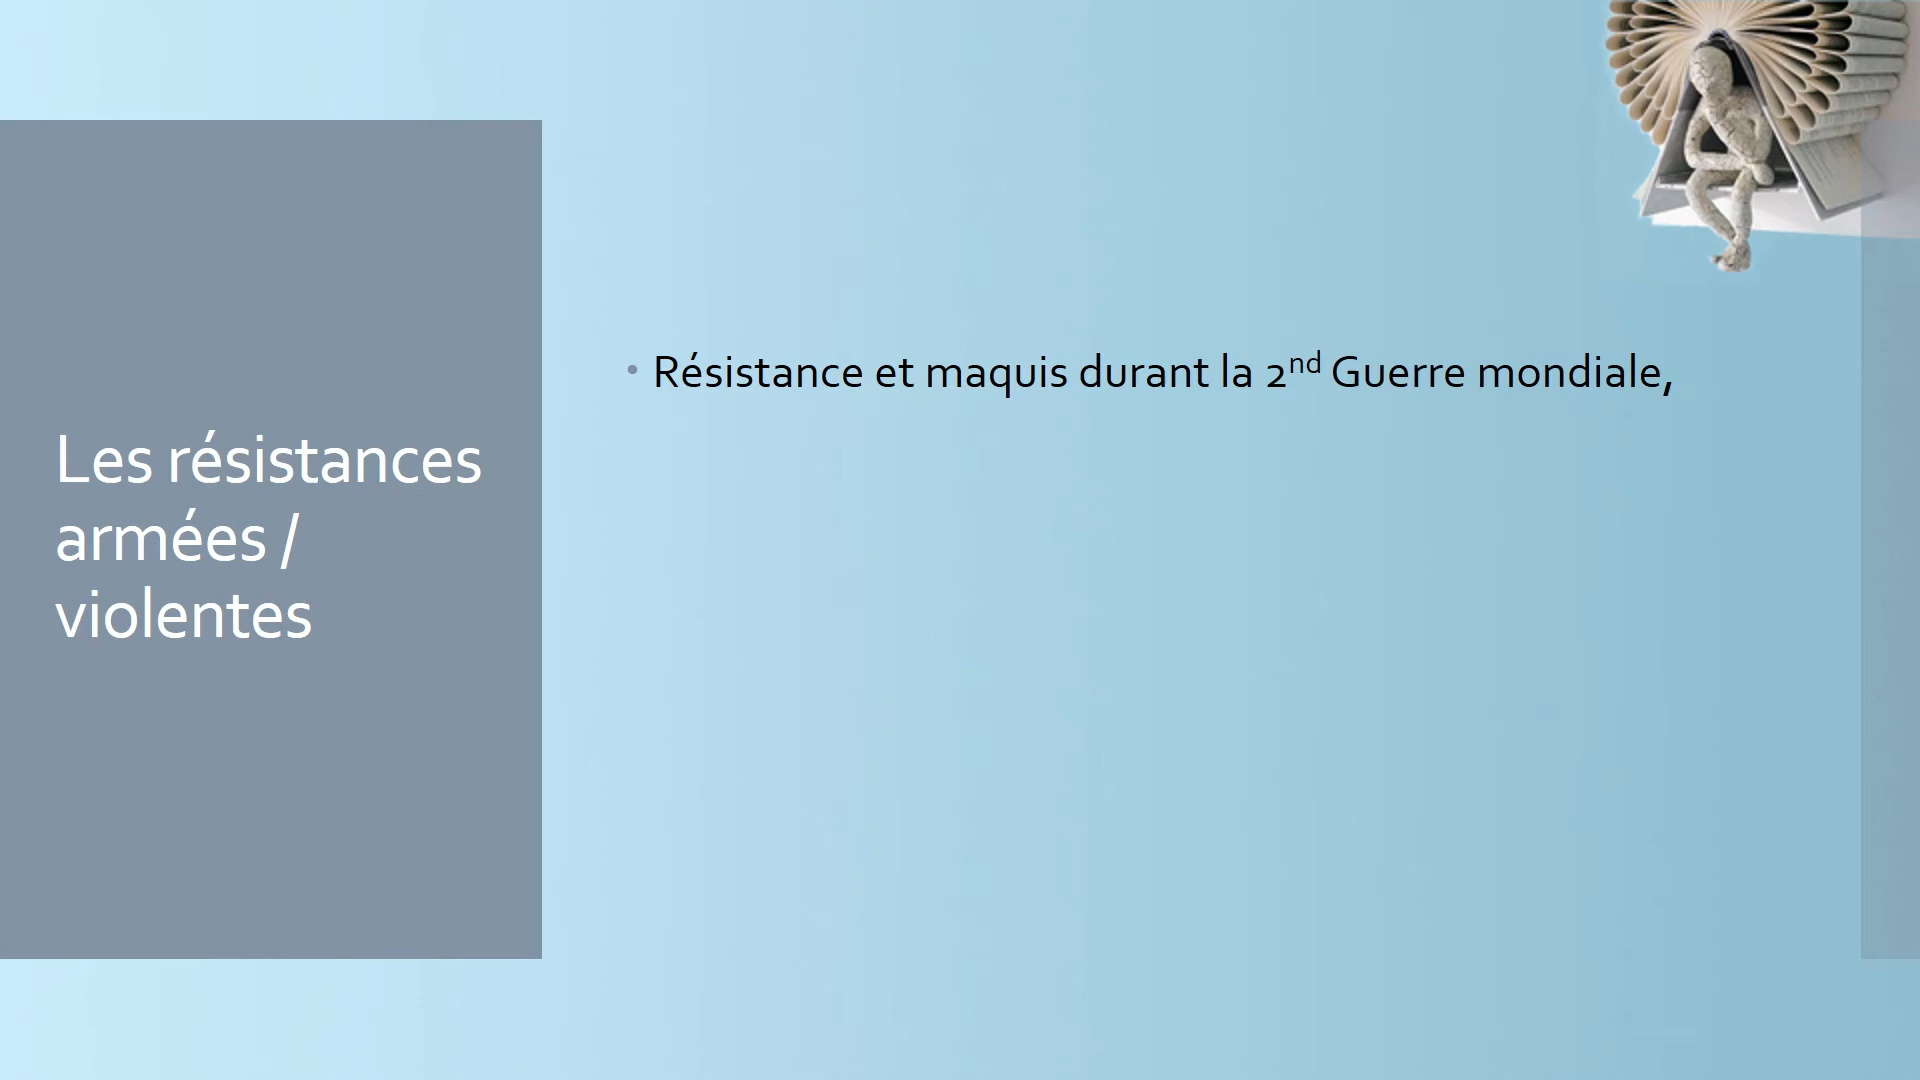 Les résistances
armées /
violentes
• Résistance et maquis durant la 2nd Guerre mondiale,